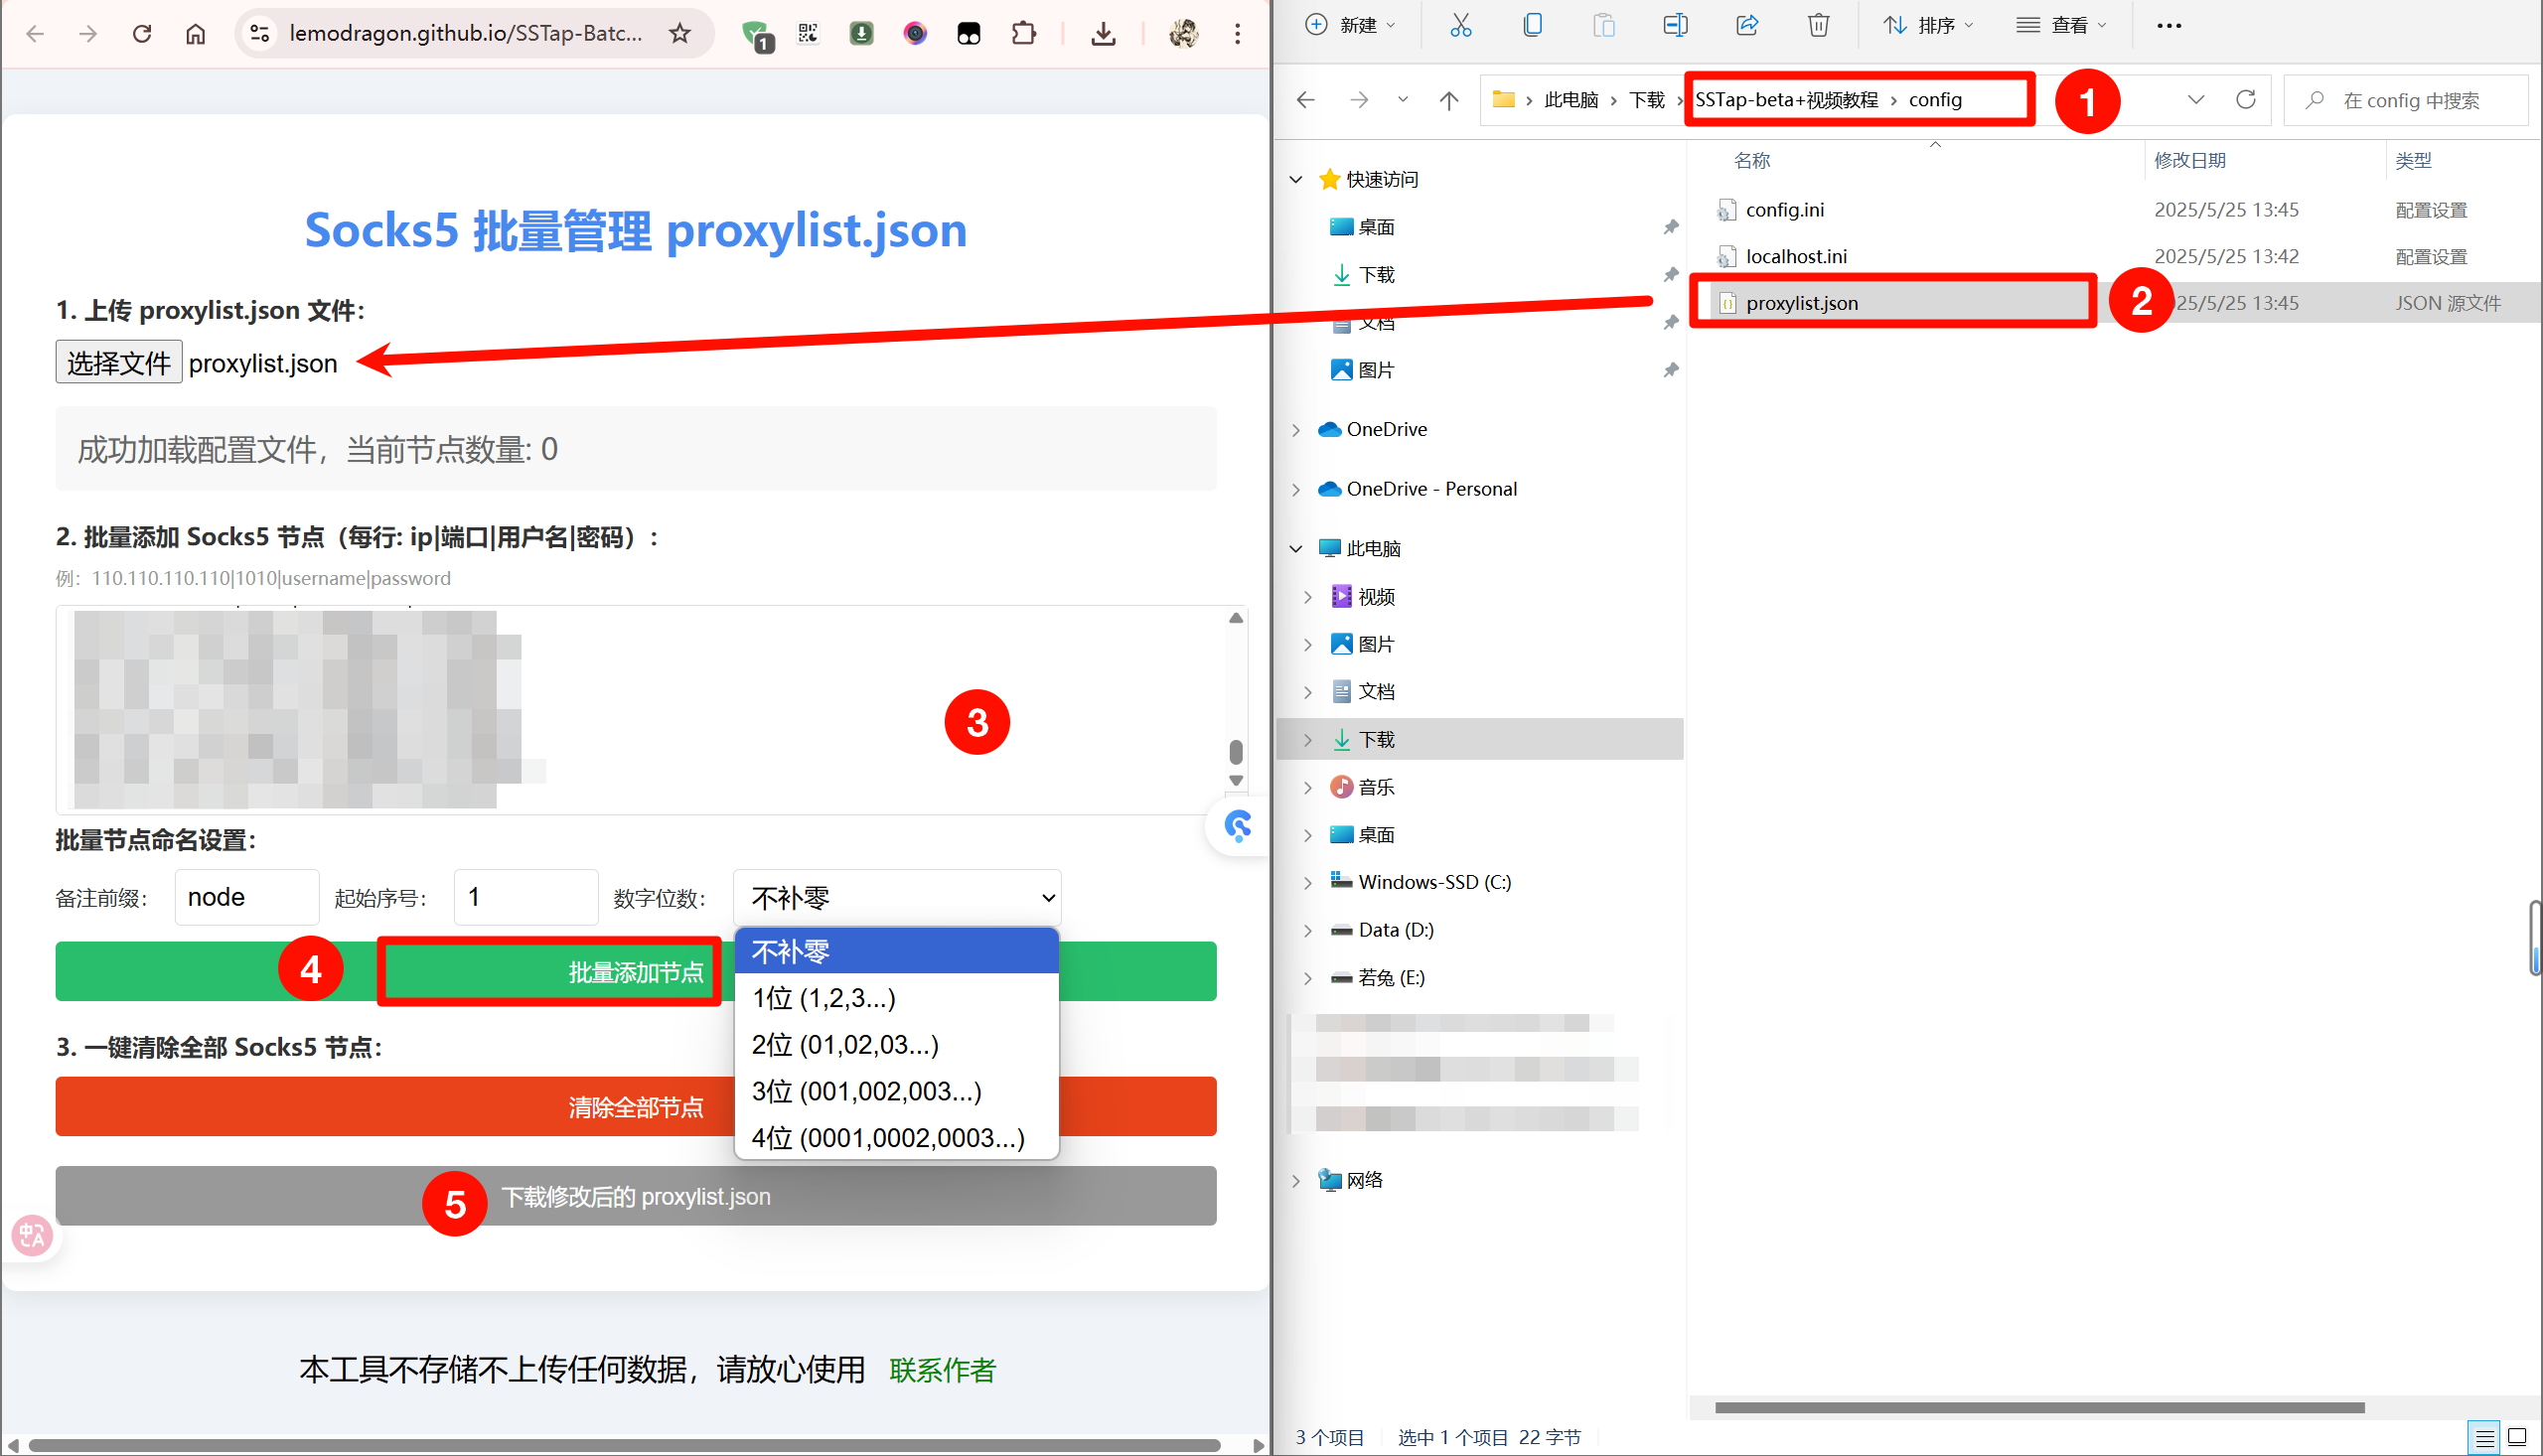 lemodragon.github.io/SSTap-Batc...
1
Socks5 批量管理 proxylist.json
1. 上传 proxylist.json 文件:
选择文件 proxylist.json
成功加载配置文件，当前节点数量: 0
2. 批量添加 Socks5 节点（每行: ip|端口|用户名|密码）:
例：110.110.110.110|1010|username|password
3
批量节点命名设置:
备注前缀: node 起始序号: 1 数字位数: 不补零
不补零
1位 (1,2,3...)
2位 (01,02,03...)
3位 (001,002,003...)
4位 (0001,0002,0003...)
4 批量添加节点
3. 一键清除全部 Socks5 节点:
清除全部节点
5 下载修改后的 proxylist.json
中A
本工具不存储不上传任何数据，请放心使用 联系作者
新建 排序 查看
此电脑 › 下载 › SSTap-beta+视频教程 › config 1
在 config 中搜索
名称 修改日期 类型
config.ini 2025/5/25 13:45 配置设置
localhost.ini 2025/5/25 13:42 配置设置
proxylist.json 2 025/5/25 13:45 JSON 源文件
快速访问
桌面
下载
文档
图片
OneDrive
OneDrive - Personal
此电脑
视频
图片
文档
下载
音乐
桌面
Windows-SSD (C:)
Data (D:)
若兔 (E:)
网络
3 个项目 选中 1 个项目 22 字节